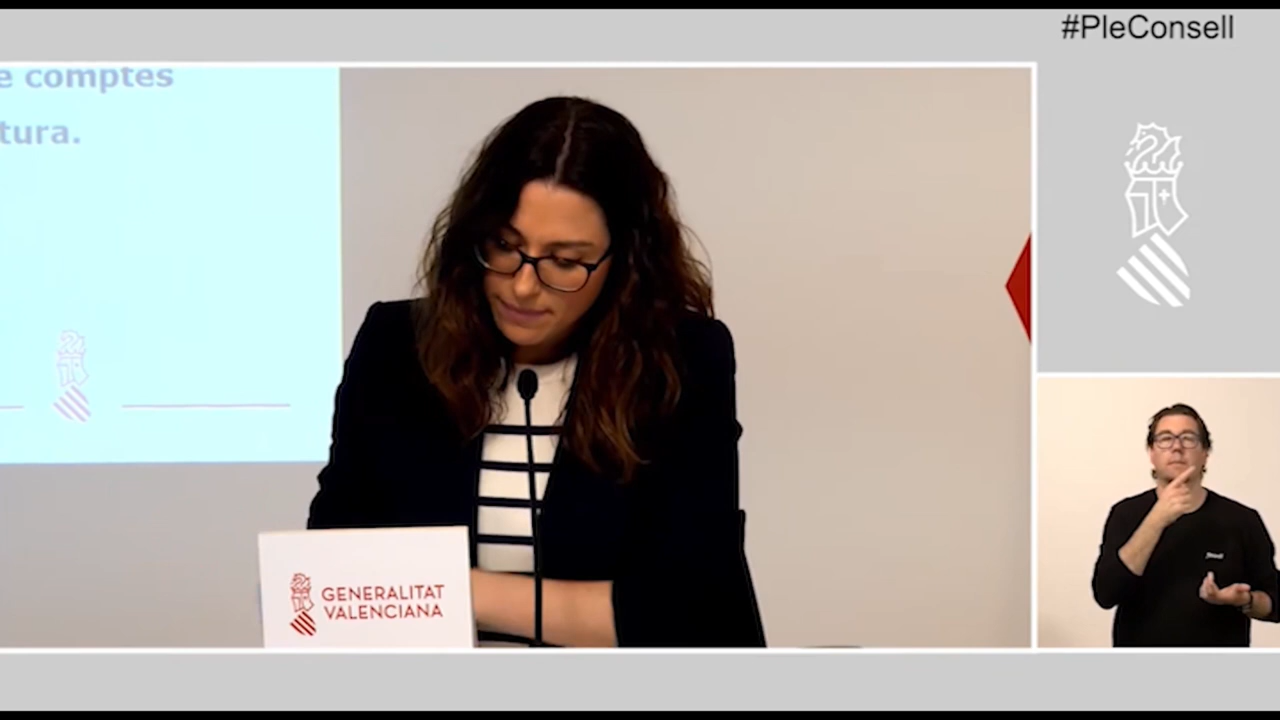 #PleConsell
e comptes
tura.
GENERALITAT
VALENCIANA